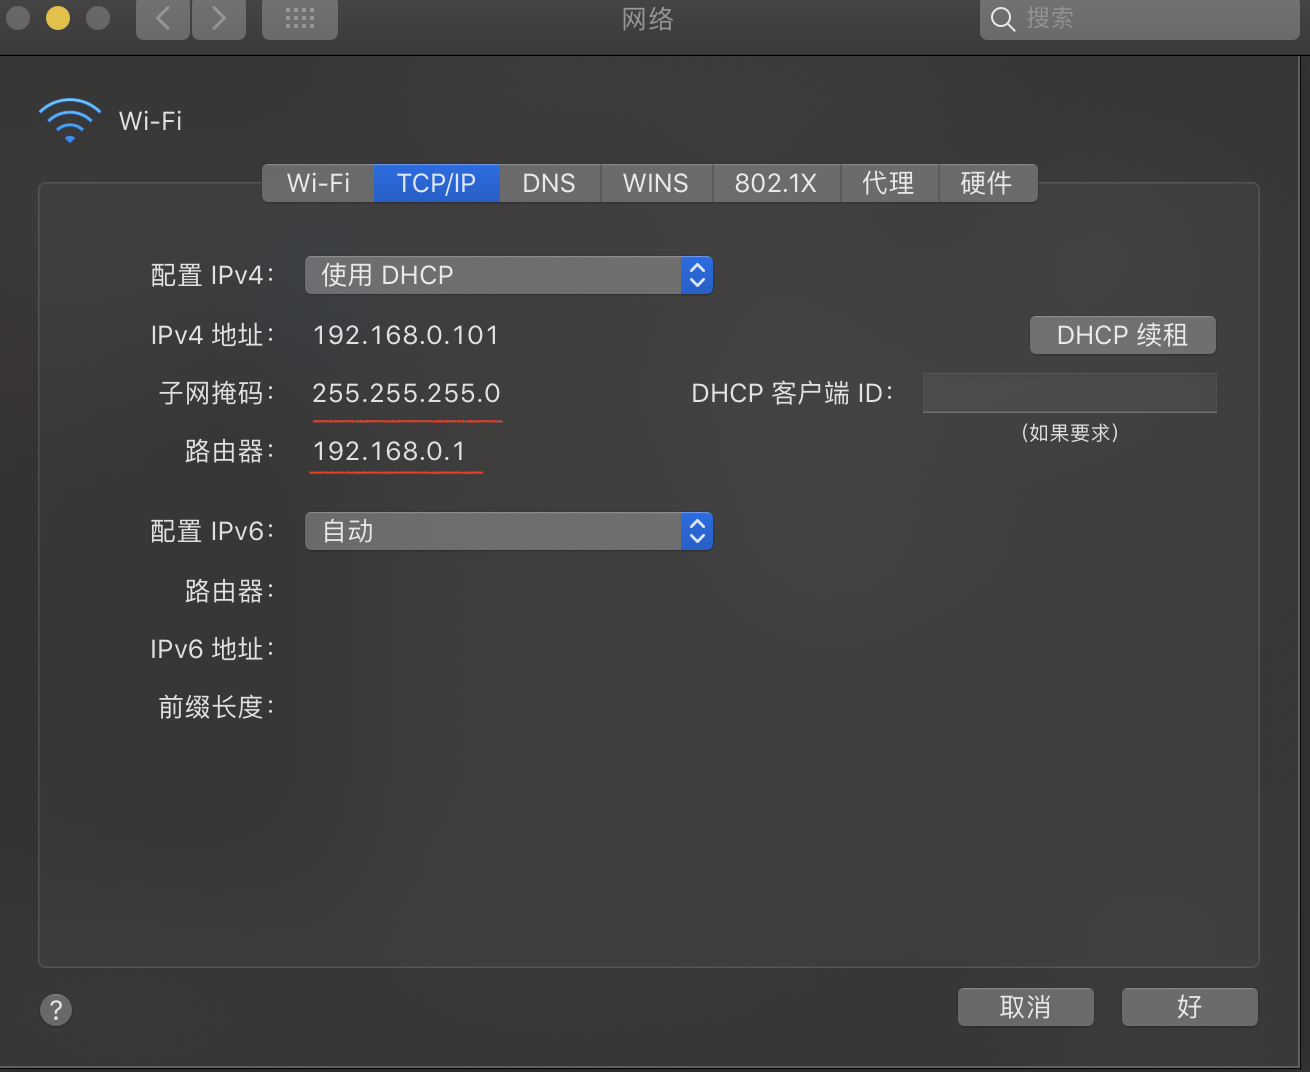 网络
搜索
Wi-Fi
Wi-Fi TCP/IP DNS WINS 802.1X 代理 硬件
配置 IPv4： 使用 DHCP
IPv4 地址： 192.168.0.101 DHCP 续租
子网掩码： 255.255.255.0 DHCP 客户端 ID：
（如果要求）
路由器： 192.168.0.1
配置 IPv6： 自动
路由器：
IPv6 地址：
前缀长度：
? 取消 好